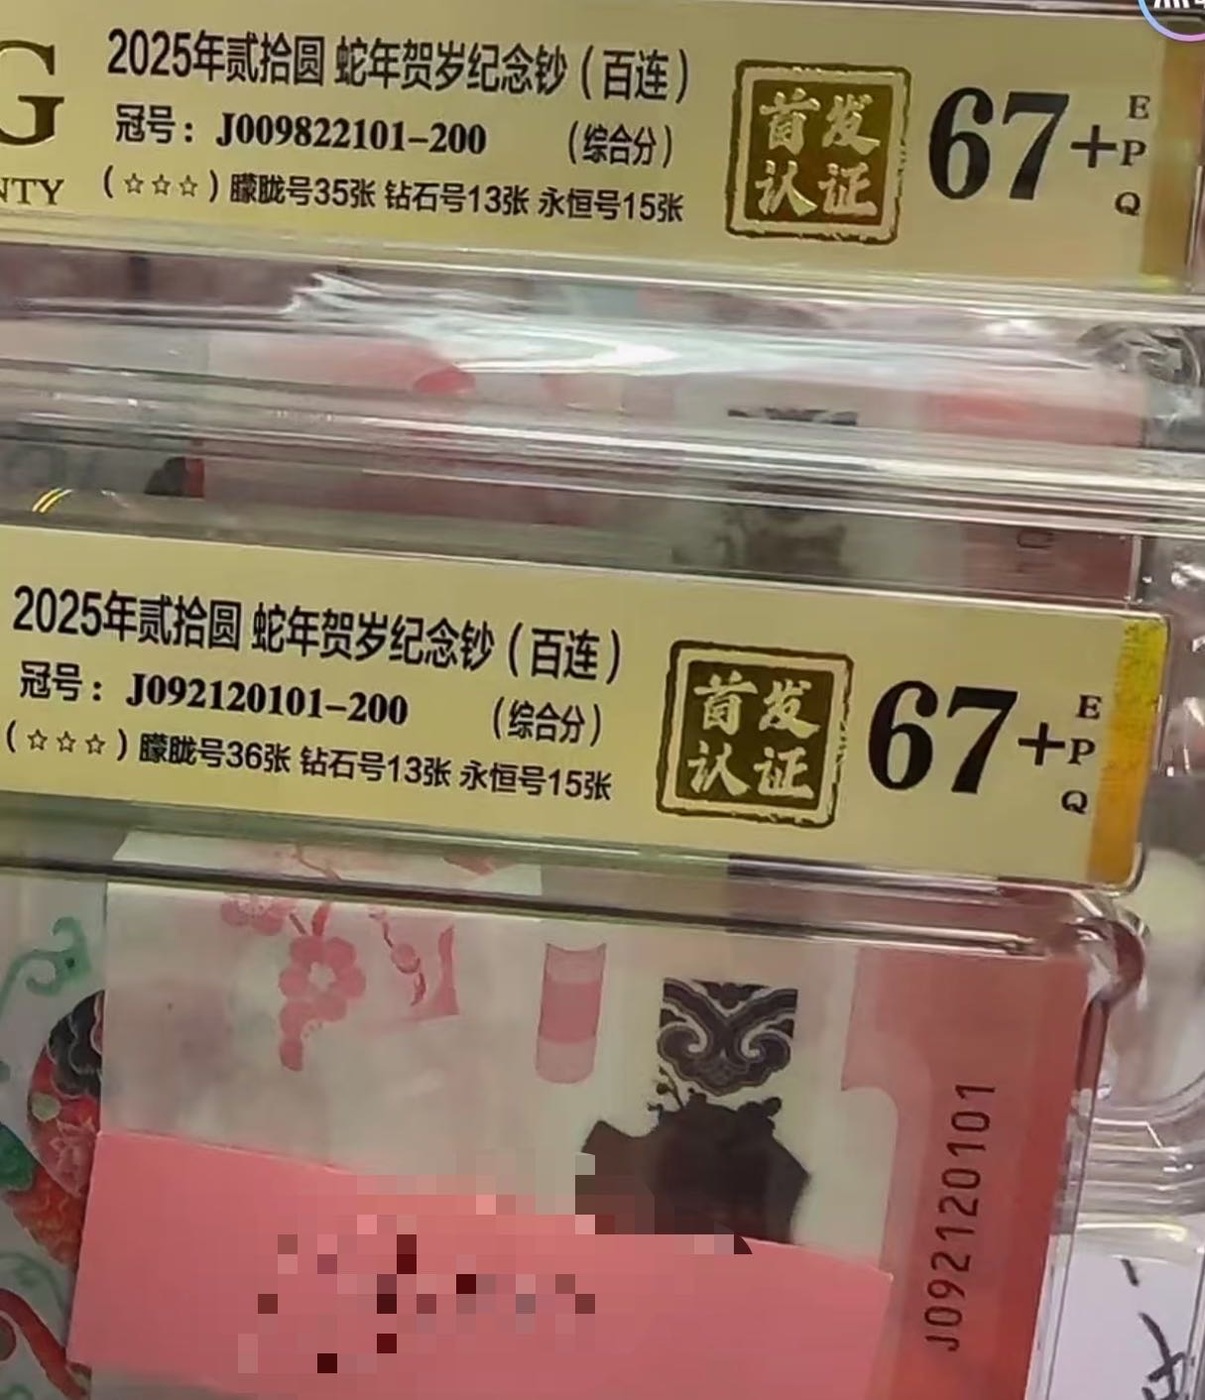 G
NTY
2025年贰拾圆 蛇年贺岁纪念钞（百连）
冠号：J009822101-200 （综合分）
（☆☆☆）朦胧号35张 钻石号13张 永恒号15张
首发
认证
67+
E
P
Q
2025年贰拾圆 蛇年贺岁纪念钞（百连）
冠号：J092120101-200 （综合分）
（☆☆☆）朦胧号36张 钻石号13张 永恒号15张
首发
认证
67+
E
P
Q
J092120101